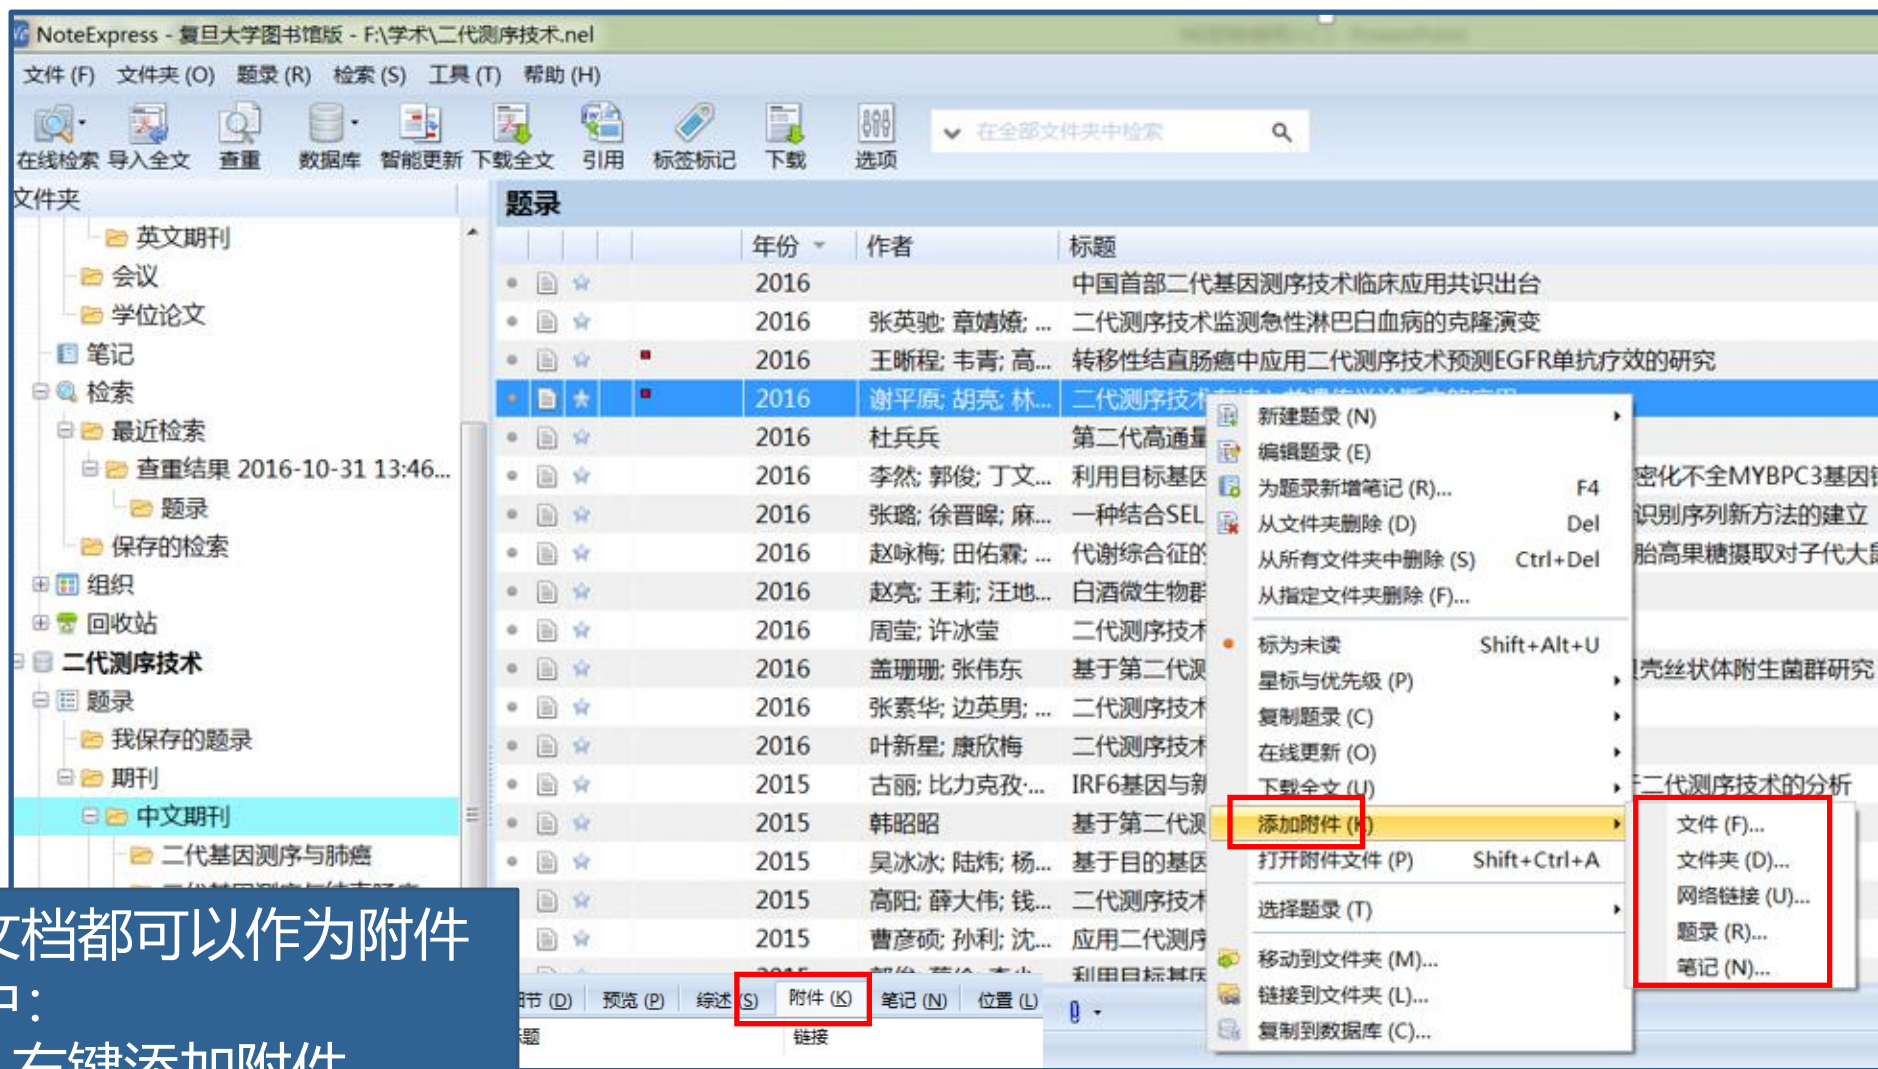 NoteExpress - 复旦大学图书馆版 - F:\学术\二代测序技术.nel
文件 (F) 文件夹 (O) 题录 (R) 检索 (S) 工具 (T) 帮助 (H)
在线检索 导入全文 查重 数据库 智能更新 下载全文 引用 标签标记 下载 选项
在全部文件夹中检索
文件夹
英文期刊
会议
学位论文
笔记
检索
最近检索
查重结果 2016-10-31 13:46...
题录
保存的检索
组织
回收站
二代测序技术
题录
我保存的题录
期刊
中文期刊
二代基因测序与肺癌
题录
年份 作者 标题
2016 中国首部二代基因测序技术临床应用共识出台
2016 张英驰; 章婧嬑; ... 二代测序技术监测急性淋巴白血病的克隆演变
2016 王晰程; 韦青; 高... 转移性结直肠癌中应用二代测序技术预测EGFR单抗疗效的研究
2016 谢平原; 胡亮; 林... 二代测序技术
2016 杜兵兵 第二代高通量
2016 李然; 郭俊; 丁文... 利用目标基因 密化不全MYBPC3基因
2016 张璐; 徐晋皞; 麻... 一种结合SEL 识别序列新方法的建立
2016 赵咏梅; 田佑霖; ... 代谢综合征的 胎高果糖摄取对子代大
2016 赵亮; 王莉; 汪地... 白酒微生物群
2016 周莹; 许冰莹 二代测序技术
2016 盖珊珊; 张伟东 基于第二代测 壳丝状体附生菌群研究
2016 张素华; 边英男; ... 二代测序技术
2016 叶新星; 康欣梅 二代测序技术
2015 古丽; 比力克孜·... IRF6基因与新 二代测序技术的分析
2015 韩昭昭 基于第二代测
2015 吴冰冰; 陆炜; 杨... 基于目的基因
2015 高阳; 薛大伟; 钱... 二代测序技术
2015 曹彦硕; 孙利; 沈... 应用二代测序
利用目标基因
新建题录 (N)
编辑题录 (E)
为题录新增笔记 (R)... F4
从文件夹删除 (D) Del
从所有文件夹中删除 (S) Ctrl+Del
从指定文件夹删除 (F)...
标为未读 Shift+Alt+U
星标与优先级 (P)
复制题录 (C)
在线更新 (O)
下载全文 (U)
添加附件 (K)
打开附件文件 (P) Shift+Ctrl+A
选择题录 (T)
移动到文件夹 (M)...
链接到文件夹 (L)...
复制到数据库 (C)...
文件 (F)...
文件夹 (D)...
网络链接 (U)...
题录 (R)...
笔记 (N)...
节 (D) 预览 (P) 综述 (S) 附件 (K) 笔记 (N) 位置 (L)
题 链接
文档都可以作为附件
中：
右键添加附件